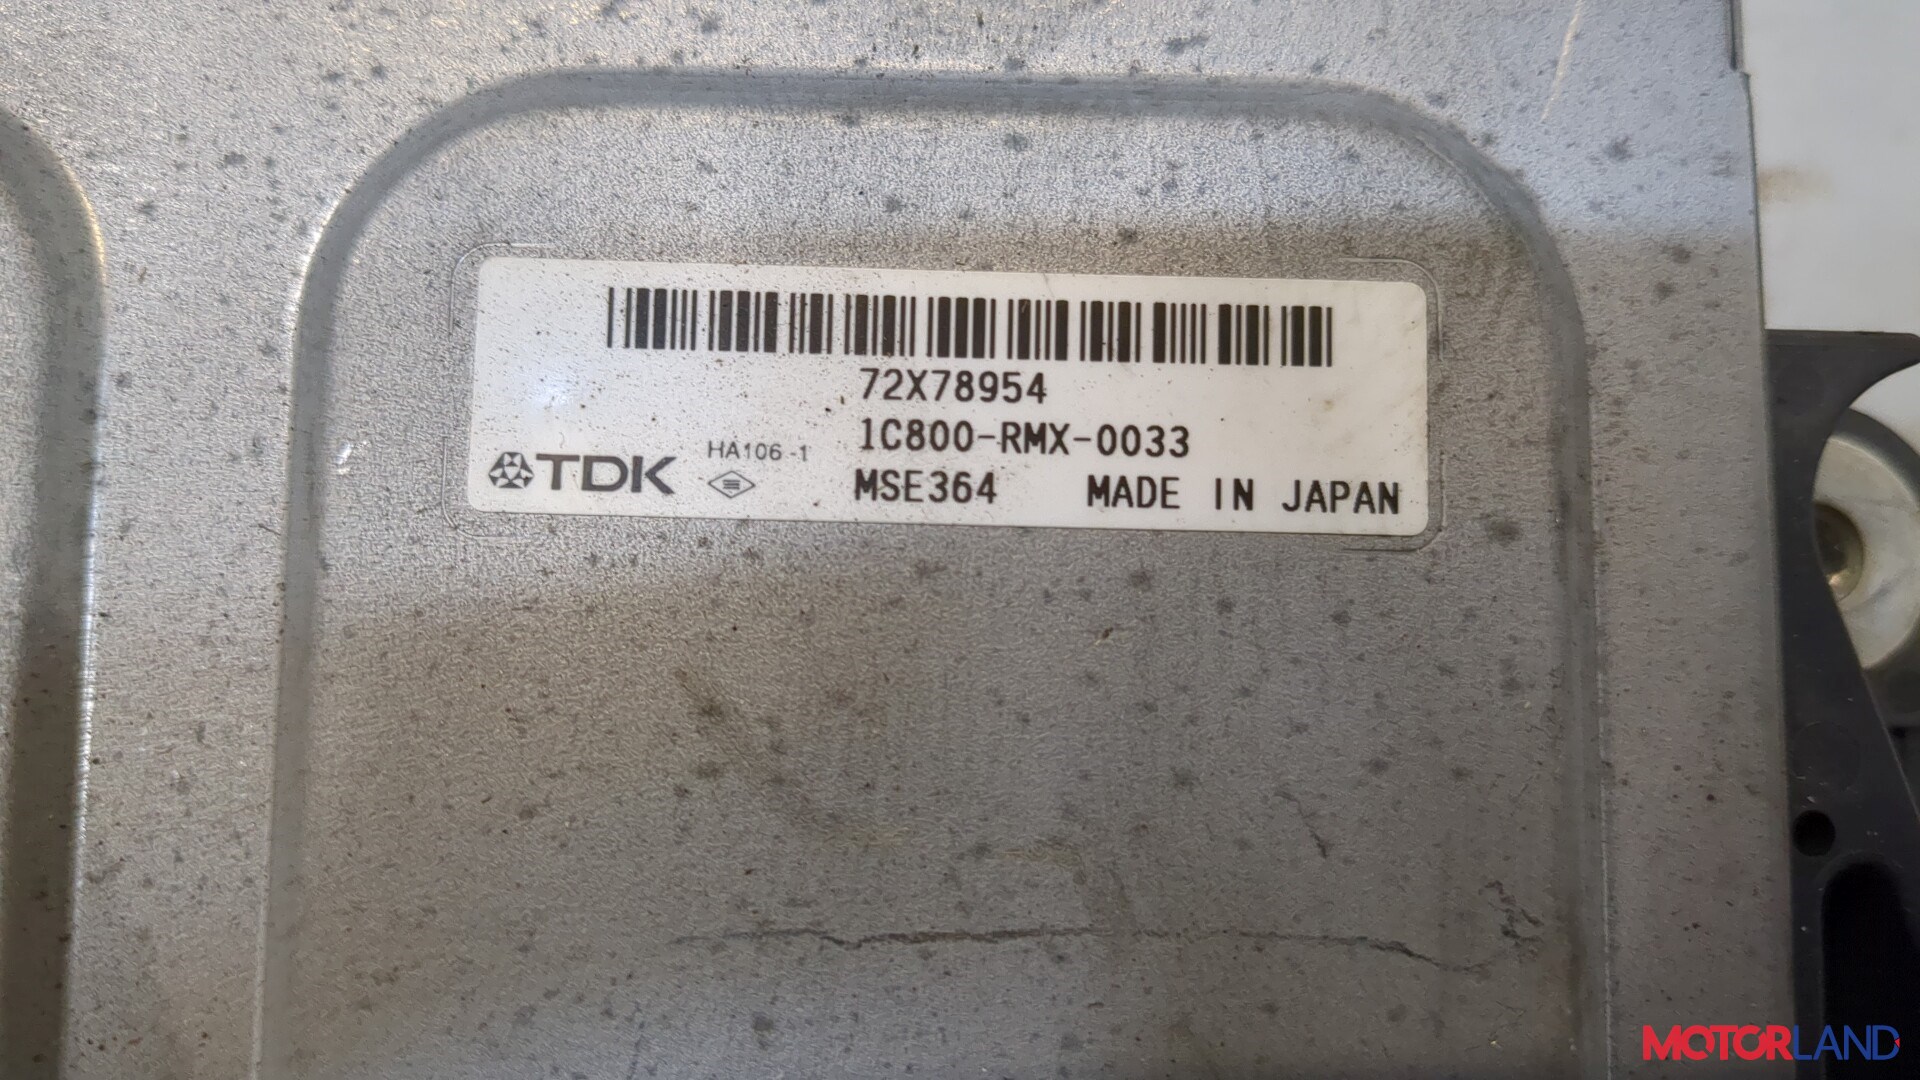 72X78954
1C800-RMX-0033
HA106-1
TDK
MSE364 MADE IN JAPAN
MOTORLAND